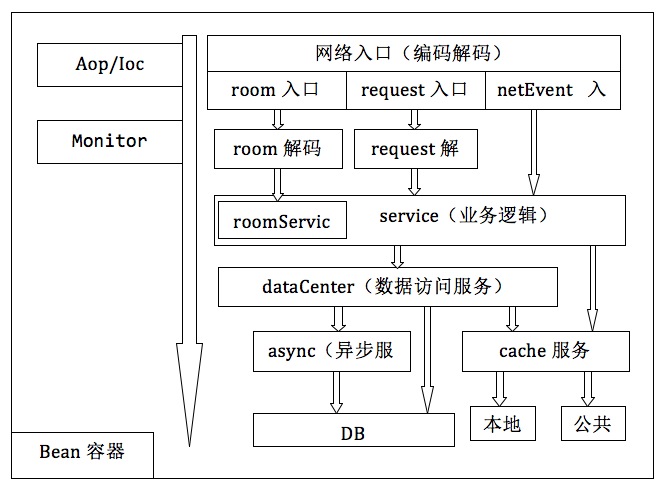 Aop/Ioc
Monitor
网络入口（编码解码）
room 入口
request 入口
netEvent 入
room 解码
request 解
roomServic
service（业务逻辑）
dataCenter（数据访问服务）
async（异步服
cache 服务
DB
本地
公共
Bean 容器